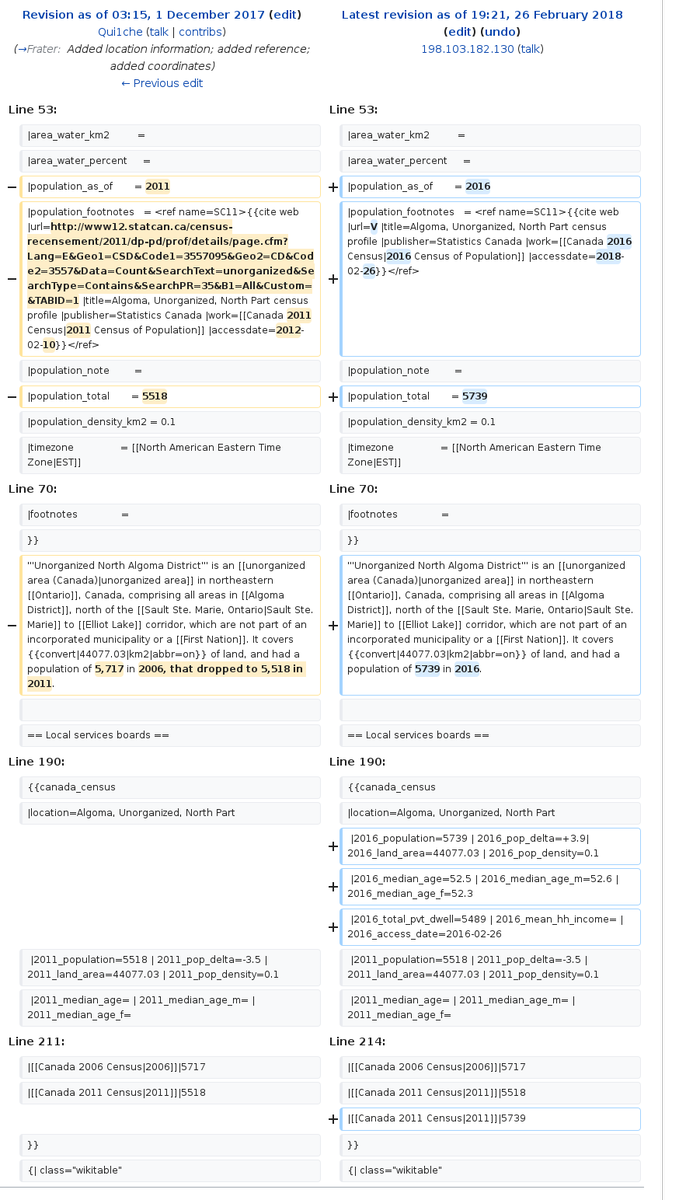 Revision as of 03:15, 1 December 2017 (edit)
Qui1che (talk | contribs)
(→Frater: Added location information; added reference;
added coordinates)
← Previous edit
Latest revision as of 19:21, 26 February 2018
(edit) (undo)
198.103.182.130 (talk)
Line 53:
Line 53:
|area_water_km2 =
|area_water_km2 =
|area_water_percent =
|area_water_percent =
− |population_as_of = 2011
+ |population_as_of = 2016
− |population_footnotes = <ref name=SC11>{{cite web
|url=http://www12.statcan.ca/census-
recensement/2011/dp-pd/prof/details/page.cfm?
Lang=E&Geo1=CSD&Code1=3557095&Geo2=CD&Cod
e2=3557&Data=Count&SearchText=unorganized&Se
archType=Contains&SearchPR=35&B1=All&Custom=
&TABID=1 |title=Algoma, Unorganized, North Part census
profile |publisher=Statistics Canada |work=[[Canada 2011
Census|2011 Census of Population]] |accessdate=2012-
02-10}}</ref>
+ |population_footnotes = <ref name=SC11>{{cite web
|url=V |title=Algoma, Unorganized, North Part census
profile |publisher=Statistics Canada |work=[[Canada 2016
Census|2016 Census of Population]] |accessdate=2018-
02-26}}</ref>
|population_note =
|population_note =
− |population_total = 5518
+ |population_total = 5739
|population_density_km2 = 0.1
|population_density_km2 = 0.1
|timezone = [[North American Eastern Time
Zone|EST]]
|timezone = [[North American Eastern Time
Zone|EST]]
Line 70:
Line 70:
|footnotes =
|footnotes =
}}
}}
− '''Unorganized North Algoma District''' is an [[unorganized
area (Canada)|unorganized area]] in northeastern
[[Ontario]], Canada, comprising all areas in [[Algoma
District]], north of the [[Sault Ste. Marie, Ontario|Sault Ste.
Marie]] to [[Elliot Lake]] corridor, which are not part of an
incorporated municipality or a [[First Nation]]. It covers
{{convert|44077.03|km2|abbr=on}} of land, and had a
population of 5,717 in 2006, that dropped to 5,518 in
2011.
+ '''Unorganized North Algoma District''' is an [[unorganized
area (Canada)|unorganized area]] in northeastern
[[Ontario]], Canada, comprising all areas in [[Algoma
District]], north of the [[Sault Ste. Marie, Ontario|Sault Ste.
Marie]] to [[Elliot Lake]] corridor, which are not part of an
incorporated municipality or a [[First Nation]]. It covers
{{convert|44077.03|km2|abbr=on}} of land, and had a
population of 5739 in 2016.
== Local services boards ==
== Local services boards ==
Line 190:
Line 190:
{{canada_census
{{canada_census
|location=Algoma, Unorganized, North Part
|location=Algoma, Unorganized, North Part
+ |2016_population=5739 | 2016_pop_delta=+3.9|
2016_land_area=44077.03 | 2016_pop_density=0.1
+ |2016_median_age=52.5 | 2016_median_age_m=52.6 |
2016_median_age_f=52.3
+ |2016_total_pvt_dwell=5489 | 2016_mean_hh_income= |
2016_access_date=2016-02-26
|2011_population=5518 | 2011_pop_delta=-3.5 |
2011_land_area=44077.03 | 2011_pop_density=0.1
|2011_population=5518 | 2011_pop_delta=-3.5 |
2011_land_area=44077.03 | 2011_pop_density=0.1
|2011_median_age= | 2011_median_age_m= |
2011_median_age_f=
|2011_median_age= | 2011_median_age_m= |
2011_median_age_f=
Line 211:
Line 214:
|[[Canada 2006 Census|2006]]|5717
|[[Canada 2006 Census|2006]]|5717
|[[Canada 2011 Census|2011]]|5518
|[[Canada 2011 Census|2011]]|5518
+ |[[Canada 2011 Census|2011]]|5739
}}
}}
{| class="wikitable"
{| class="wikitable"